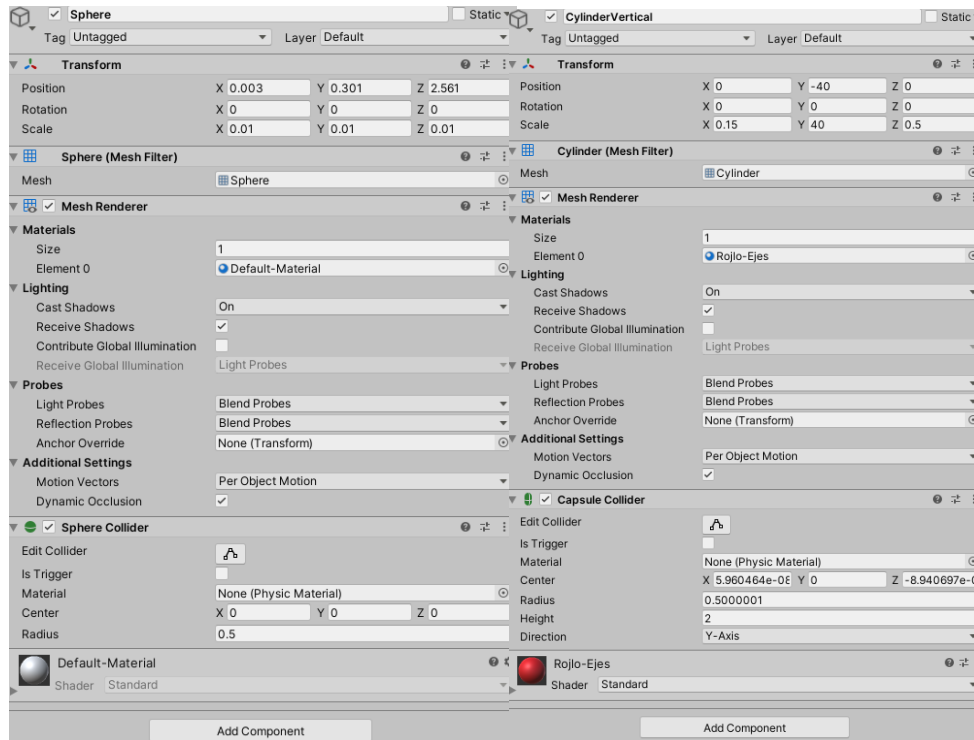 Sphere Static
Tag Untagged Layer Default
Transform
Position X 0.003 Y 0.301 Z 2.561
Rotation X 0 Y 0 Z 0
Scale X 0.01 Y 0.01 Z 0.01
Sphere (Mesh Filter)
Mesh Sphere
Mesh Renderer
Materials
Size 1
Element 0 Default-Material
Lighting
Cast Shadows On
Receive Shadows
Contribute Global Illumination
Receive Global Illumination Light Probes
Probes
Light Probes Blend Probes
Reflection Probes Blend Probes
Anchor Override None (Transform)
Additional Settings
Motion Vectors Per Object Motion
Dynamic Occlusion
Sphere Collider
Edit Collider
Is Trigger
Material None (Physic Material)
Center X 0 Y 0 Z 0
Radius 0.5
Default-Material
Shader Standard
Add Component
CylinderVertical Static
Tag Untagged Layer Default
Transform
Position X 0 Y -40 Z 0
Rotation X 0 Y 0 Z 0
Scale X 0.15 Y 40 Z 0.5
Cylinder (Mesh Filter)
Mesh Cylinder
Mesh Renderer
Materials
Size 1
Element 0 Rojlo-Ejes
Lighting
Cast Shadows On
Receive Shadows
Contribute Global Illumination
Receive Global Illumination Light Probes
Probes
Light Probes Blend Probes
Reflection Probes Blend Probes
Anchor Override None (Transform)
Additional Settings
Motion Vectors Per Object Motion
Dynamic Occlusion
Capsule Collider
Edit Collider
Is Trigger
Material None (Physic Material)
Center X 5.960464e-08 Y 0 Z -8.940697e-0
Radius 0.5000001
Height 2
Direction Y-Axis
Rojlo-Ejes
Shader Standard
Add Component